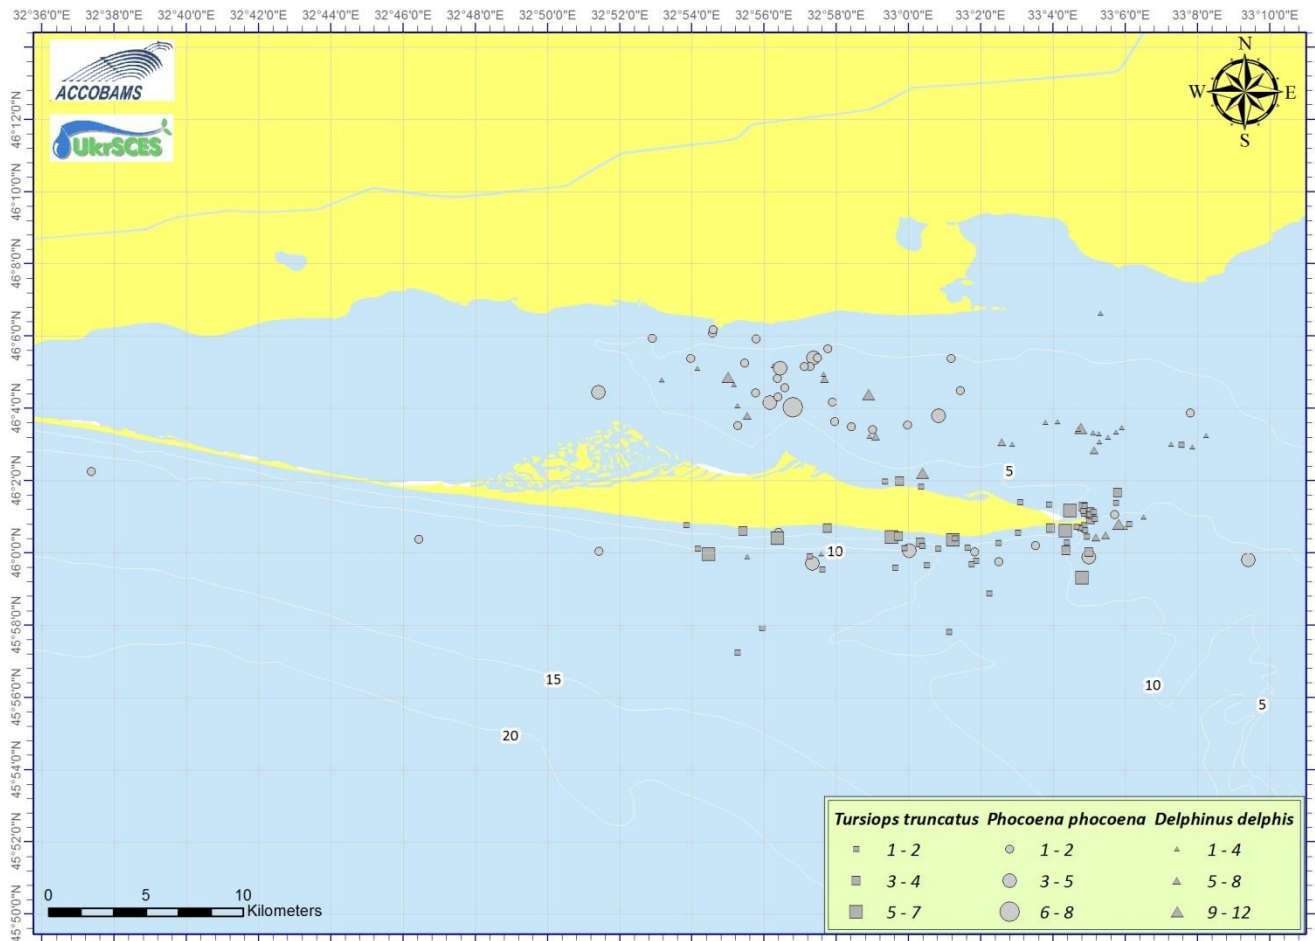 32°36'0"E 32°38'0"E 32°40'0"E 32°42'0"E 32°44'0"E 32°46'0"E 32°48'0"E 32°50'0"E 32°52'0"E 32°54'0"E 32°56'0"E 32°58'0"E 33°0'0"E 33°2'0"E 33°4'0"E 33°6'0"E 33°8'0"E 33°10'0"E
ACCOBAMS
UkrSCES
N
W E
S
46°12'0"N
46°10'0"N
46°8'0"N
46°6'0"N
46°4'0"N
46°2'0"N
46°0'0"N
45°58'0"N
45°56'0"N
45°54'0"N
45°52'0"N
45°50'0"N
5
10
15
10
5
20
Tursiops truncatus Phocoena phocoena Delphinus delphis
1 - 2 1 - 2 1 - 4
3 - 4 3 - 5 5 - 8
5 - 7 6 - 8 9 - 12
0 5 10
Kilometers